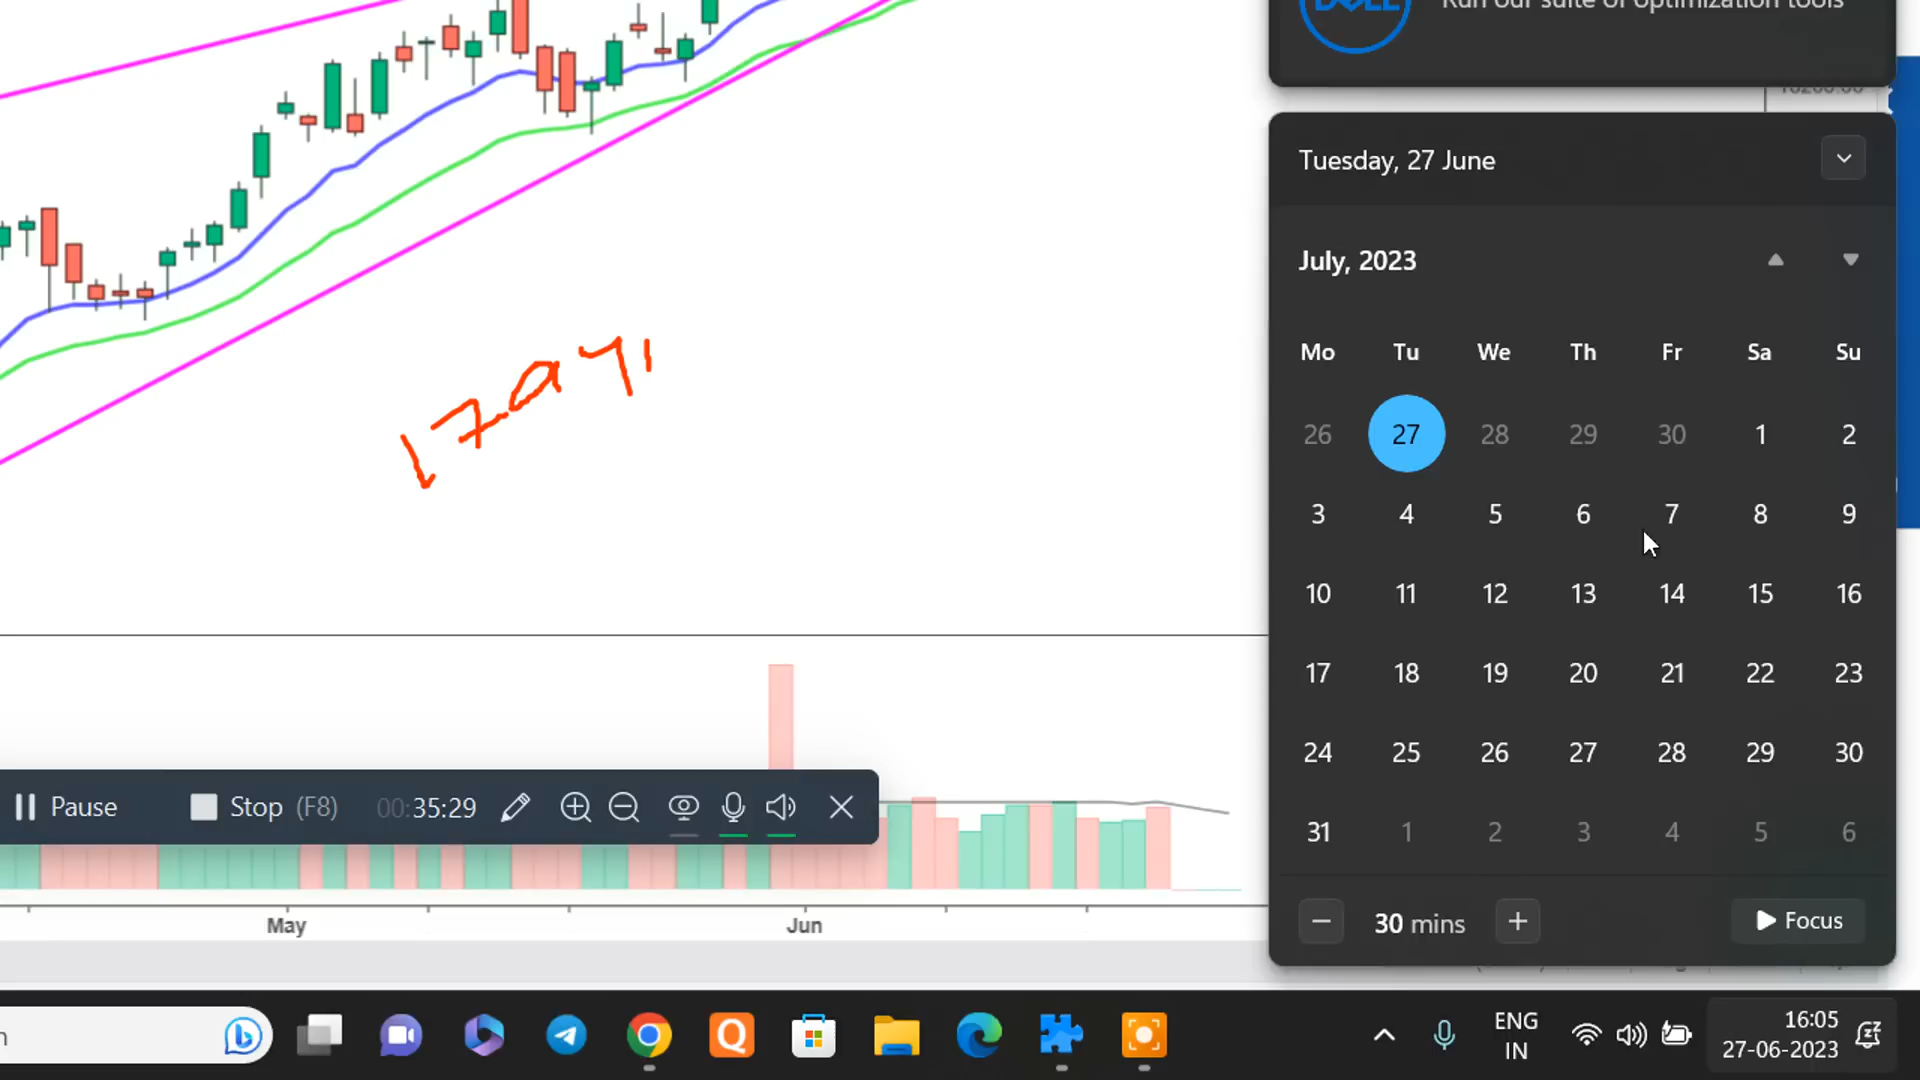 DELL
Run our suite of optimization tools
Tuesday, 27 June
July, 2023
Mo Tu We Th Fr Sa Su
26 27 28 29 30 1 2
3 4 5 6 7 8 9
10 11 12 13 14 15 16
17 18 19 20 21 22 23
24 25 26 27 28 29 30
31 1 2 3 4 5 6
30 mins
Focus
Pause Stop (F8) 00:35:29
May Jun
ENG
IN
16:05
27-06-2023